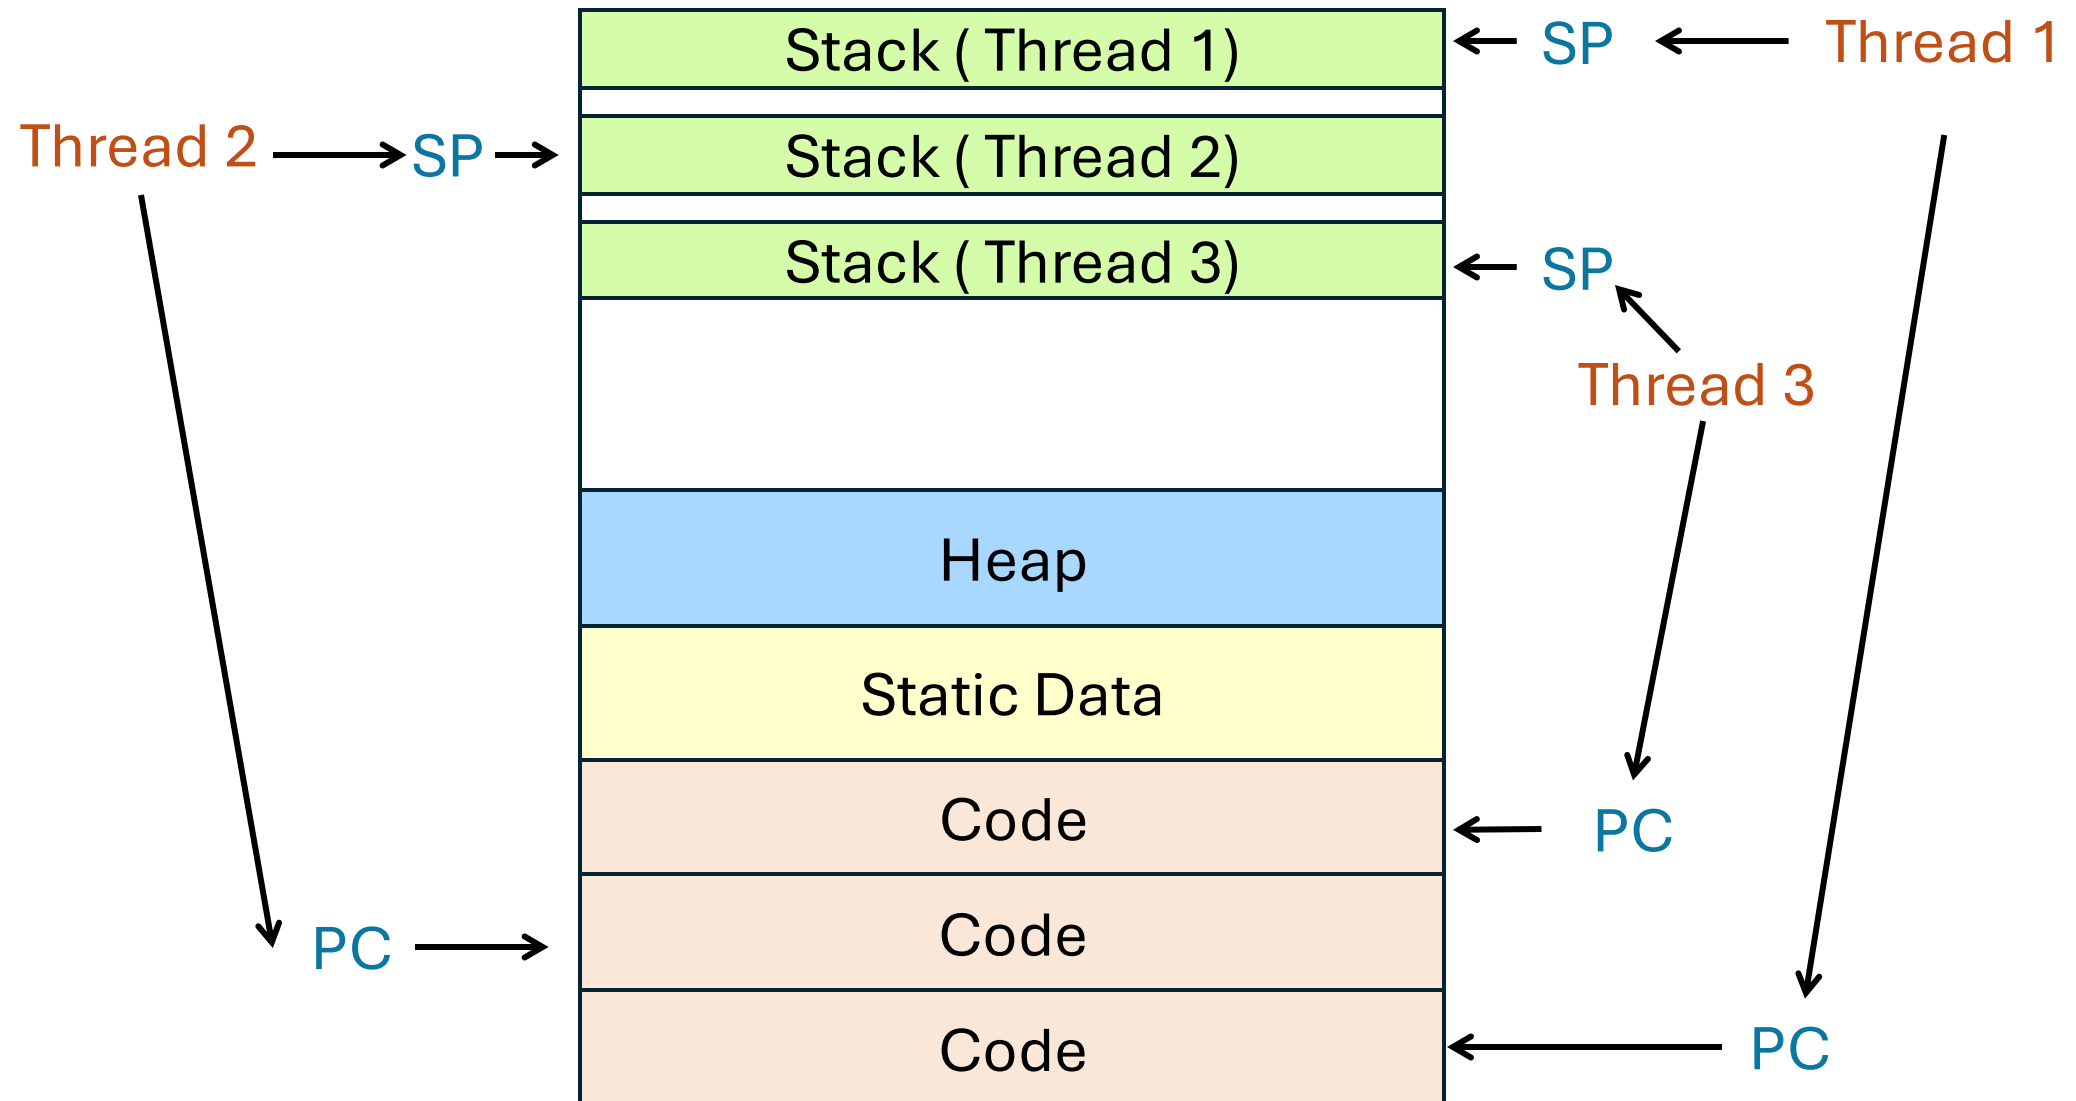 Stack ( Thread 1)
SP
Thread 1
Thread 2
SP
Stack ( Thread 2)
Stack ( Thread 3)
SP
Thread 3
Heap
Static Data
Code
PC
PC
Code
Code
PC